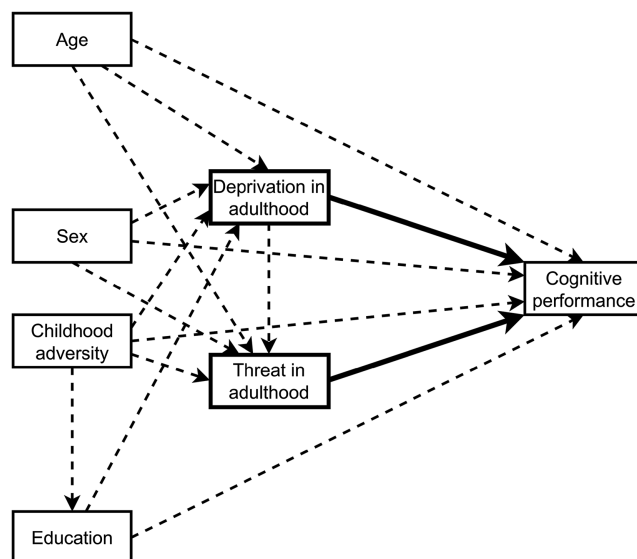 Age
Deprivation in
adulthood
Sex
Cognitive
performance
Childhood
adversity
Threat in
adulthood
Education